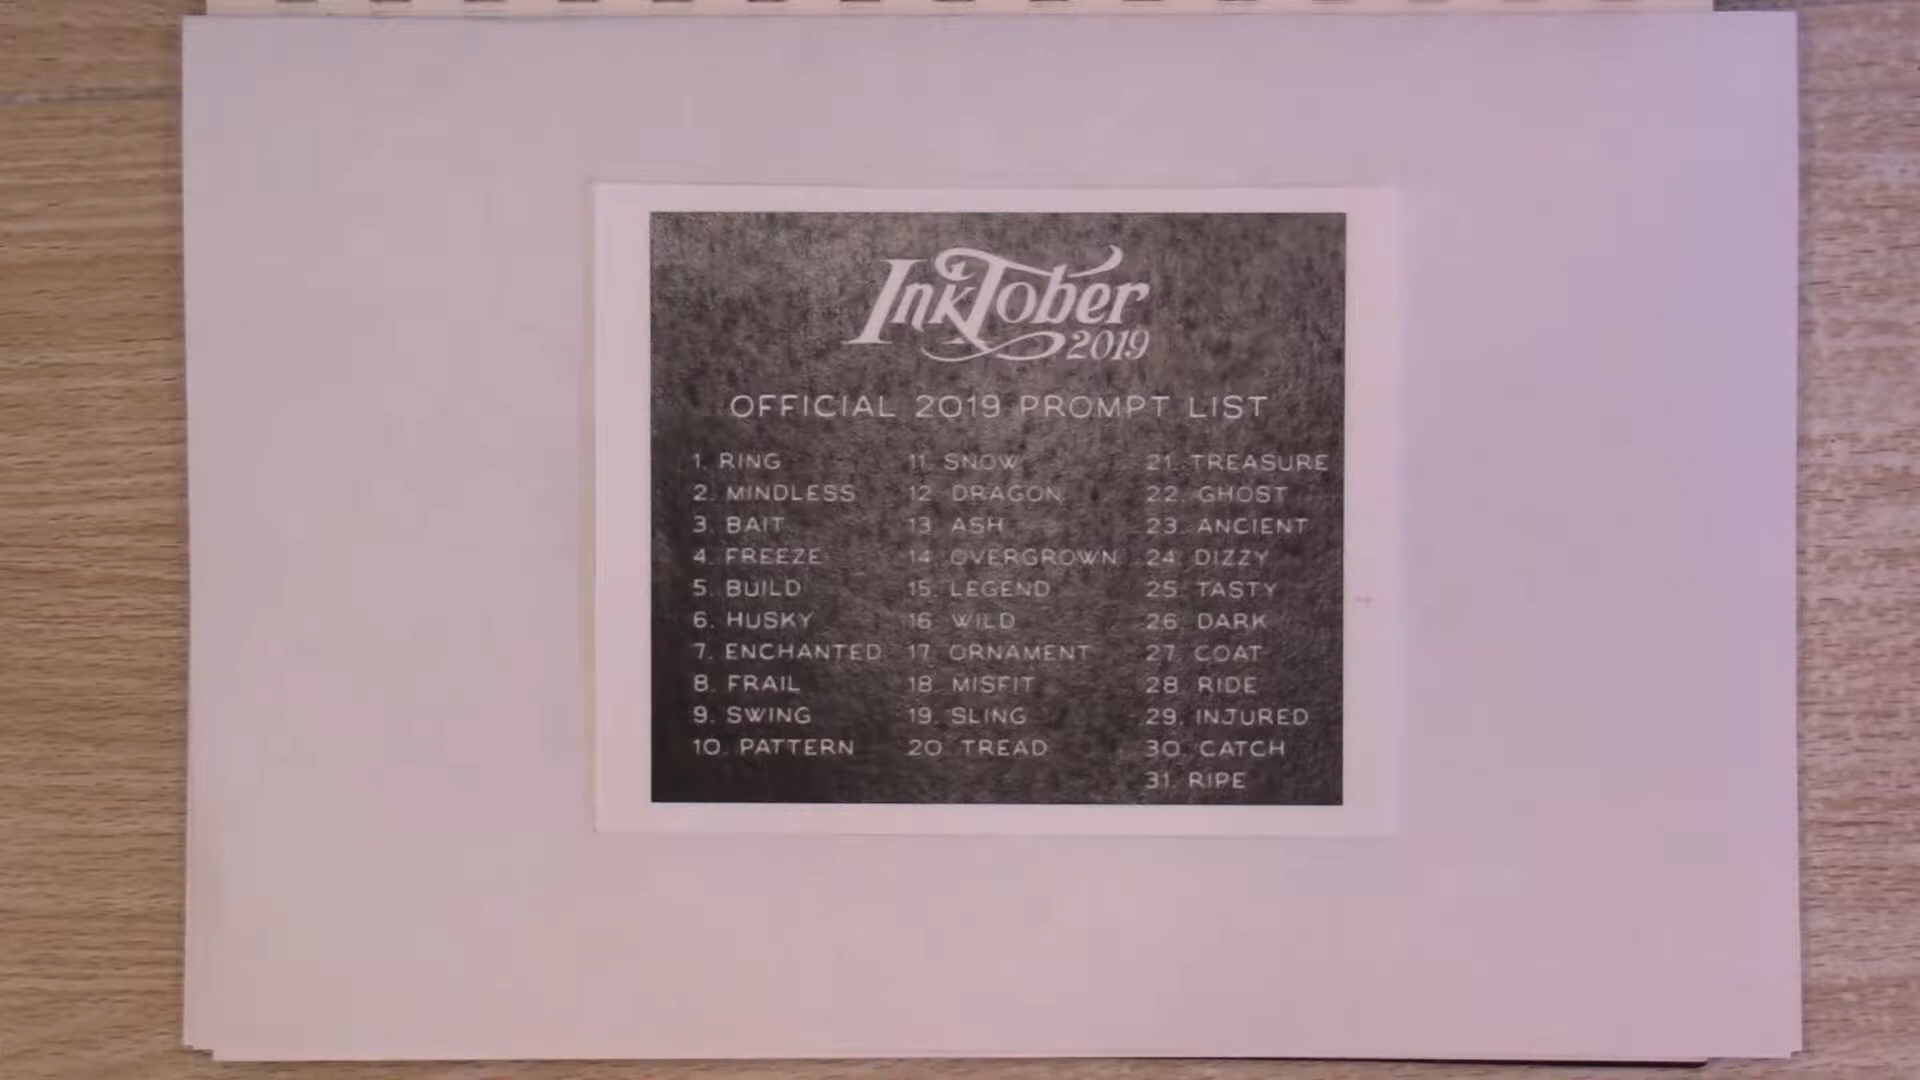 InkTober
2019
OFFICIAL 2019 PROMPT LIST
1. RING
2. MINDLESS
3. BAIT
4. FREEZE
5. BUILD
6. HUSKY
7. ENCHANTED
8. FRAIL
9. SWING
10. PATTERN
11. SNOW
12. DRAGON
13. ASH
14. OVERGROWN
15. LEGEND
16. WILD
17. ORNAMENT
18. MISFIT
19. SLING
20. TREAD
21. TREASURE
22. GHOST
23. ANCIENT
24. DIZZY
25. TASTY
26. DARK
27. COAT
28. RIDE
29. INJURED
30. CATCH
31. RIPE